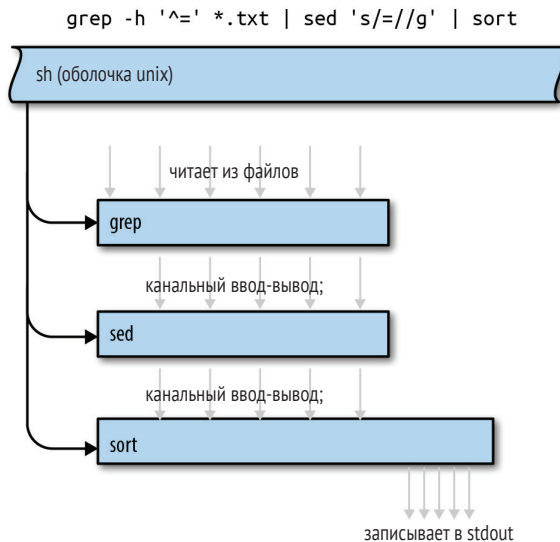 grep -h '^=' *.txt | sed 's/=//g' | sort
sh (оболочка unix)
читает из файлов
grep
канальный ввод-вывод;
sed
канальный ввод-вывод;
sort
записывает в stdout